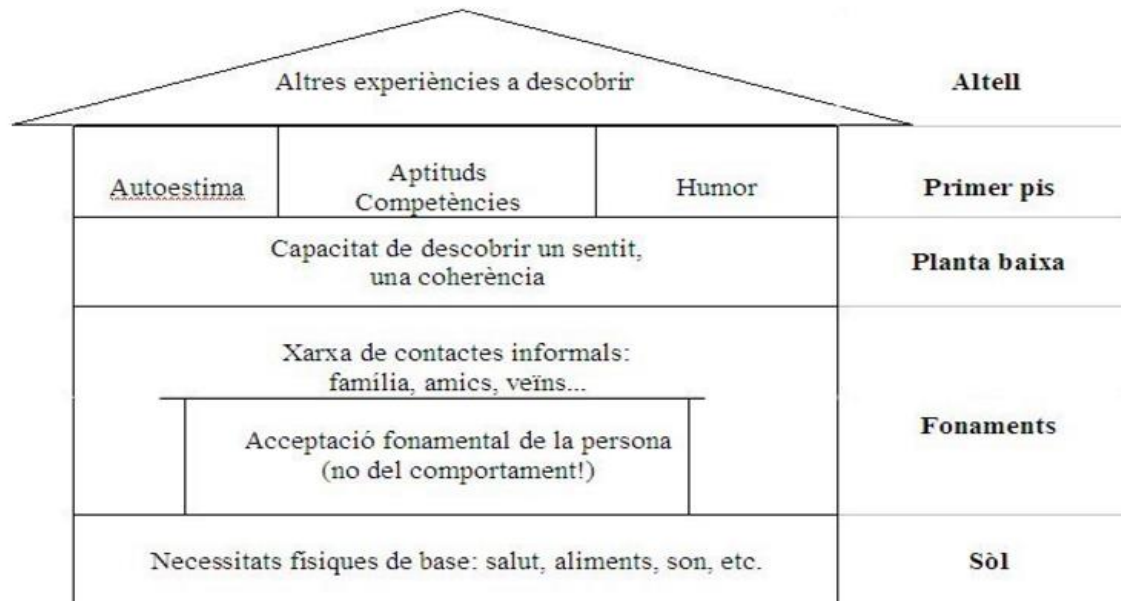 Altres experiències a descobrir
Altell
Autoestima
Aptituds
Competències
Humor
Primer pis
Capacitat de descobrir un sentit,
una coherència
Planta baixa
Xarxa de contactes informals:
família, amics, veïns...
Acceptació fonamental de la persona
(no del comportament!)
Fonaments
Necessitats físiques de base: salut, aliments, son, etc.
Sòl